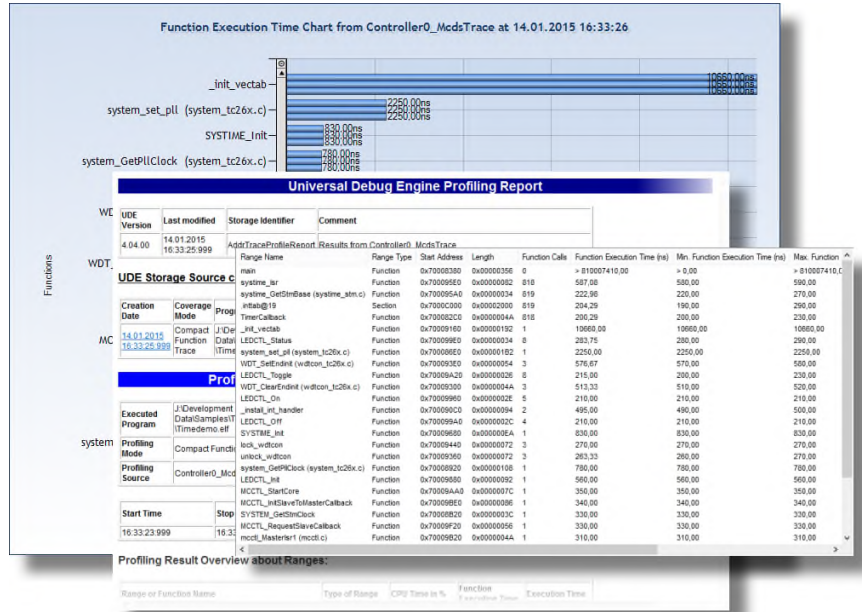 Function Execution Time Chart from Controller0_McdsTrace at 14.01.2015 16:33:26
Functions
_init_vectab
10660,00ns
10660,00ns
10660,00ns
system_set_pll (system_tc26x.c)
2250,00ns
2250,00ns
2250,00ns
SYSTIME_Init
830,00ns
830,00ns
830,00ns
system_GetPllClock (system_tc26x.c)
780,00ns
780,00ns
780,00ns
WDT_
MC
system
Universal Debug Engine Profiling Report
UDE Version Last modified Storage Identifier Comment
4.04.00 14.01.2015 16:33:25:999 AddrTraceProfileReport Results from Controller0_McdsTrace
UDE Storage Source c
Creation Date Coverage Mode Progr
14.01.2015 16:33:25:999 Compact Function Trace
Prof
Executed Program J:\Development Data\Samples\T \Timedemo.elf
Profiling Mode Compact Functi
Profiling Source Controller0_Mcd
Start Time Stop
16:33:23:999 16:33
Profiling Result Overview about Ranges:
Range or Function Name Type of Range CPU Time in % Function Execution Time Execution Time
Range Name Range Type Start Address Length Function Calls Function Execution Time (ns) Min. Function Execution Time (ns) Max. Function
main Function 0x70008380 0x00000356 0 > 810007410,00 > 0,00 > 810007410,0
systime_isr Function 0x700095E0 0x00000082 818 587,08 580,00 590,00
systime_GetStmBase (systime_stm.c) Function 0x700095A0 0x00000034 819 222,96 220,00 270,00
.inttab@19 Section 0x7000C000 0x00002000 819 204,29 190,00 290,00
TimerCallback Function 0x700082C0 0x0000004A 818 200,29 200,00 230,00
_init_vectab Function 0x70009160 0x00000192 1 10660,00 10660,00 10660,00
LEDCTL_Status Function 0x700099E0 0x00000034 8 283,75 280,00 290,00
system_set_pll (system_tc26x.c) Function 0x700086E0 0x000001B2 1 2250,00 2250,00 2250,00
WDT_SetEndinit (wdtcon_tc26x.c) Function 0x700093E0 0x00000054 3 576,67 570,00 580,00
LEDCTL_Toggle Function 0x70009A20 0x00000026 8 215,00 200,00 230,00
WDT_ClearEndinit (wdtcon_tc26x.c) Function 0x70009300 0x0000004A 3 513,33 510,00 520,00
LEDCTL_On Function 0x70009960 0x0000002E 5 210,00 210,00 210,00
_install_int_handler Function 0x700090C0 0x00000094 2 495,00 490,00 500,00
LEDCTL_Off Function 0x700099A0 0x0000002C 4 210,00 210,00 210,00
SYSTIME_Init Function 0x70009680 0x000000EA 1 830,00 830,00 830,00
lock_wdtcon Function 0x70009440 0x00000072 3 270,00 270,00 270,00
unlock_wdtcon Function 0x70009360 0x00000072 3 263,33 260,00 270,00
system_GetPllClock (system_tc26x.c) Function 0x70008920 0x00000108 1 780,00 780,00 780,00
LEDCTL_Init Function 0x70009880 0x00000092 1 560,00 560,00 560,00
MCCTL_StartCore Function 0x70009AA0 0x0000007C 1 350,00 350,00 350,00
MCCTL_InitSlaveToMasterCallback Function 0x70009BE0 0x00000086 1 340,00 340,00 340,00
SYSTEM_GetStmClock Function 0x70008B20 0x0000003C 1 330,00 330,00 330,00
MCCTL_RequestSlaveCallback Function 0x70009F20 0x00000056 1 330,00 330,00 330,00
mcctl_MasterIsr1 (mcctl.c) Function 0x70009B20 0x0000004A 1 310,00 310,00 310,00